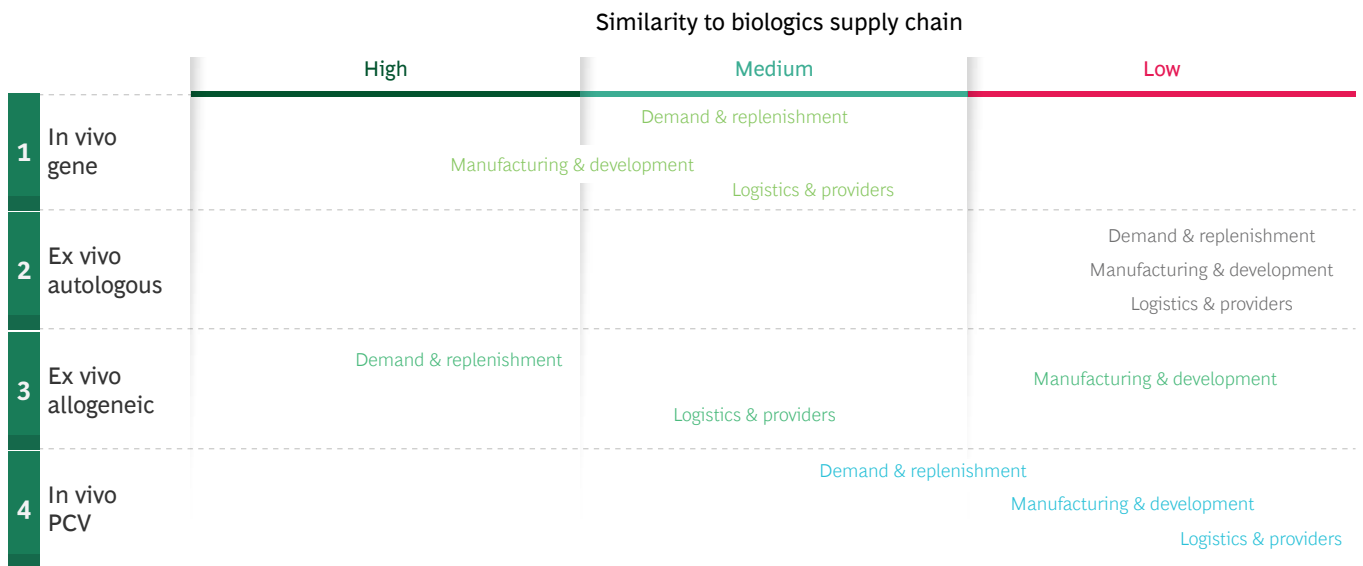 Similarity to biologics supply chain
High
Medium
Low
1
In vivo
gene
Demand & replenishment
Manufacturing & development
Logistics & providers
2
Ex vivo
autologous
Demand & replenishment
Manufacturing & development
Logistics & providers
3
Ex vivo
allogeneic
Demand & replenishment
Manufacturing & development
Logistics & providers
4
In vivo
PCV
Demand & replenishment
Manufacturing & development
Logistics & providers